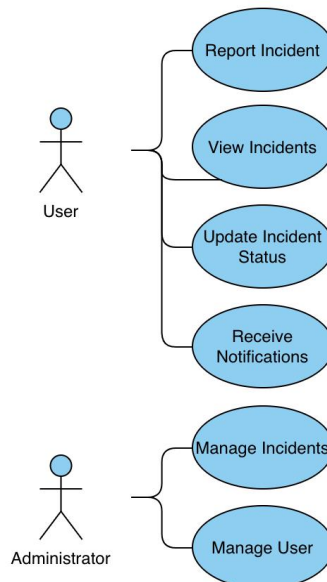 Report Incident
View Incidents
User
Update Incident
Status
Receive
Notifications
Manage Incidents
Administrator
Manage User